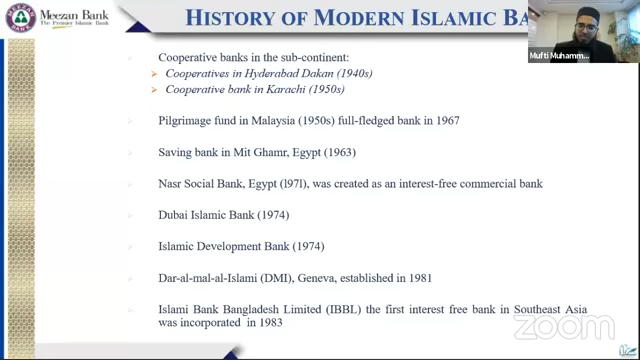 Meezan Bank
The Premier Islamic Bank
MEEZAN BANK
HISTORY OF MODERN ISLAMIC BA
Mufti Muhamm...
Cooperative banks in the sub-continent:
Cooperatives in Hyderabad Dakan (1940s)
Cooperative bank in Karachi (1950s)
Pilgrimage fund in Malaysia (1950s) full-fledged bank in 1967
Saving bank in Mit Ghamr, Egypt (1963)
Nasr Social Bank, Egypt (l97l), was created as an interest-free commercial bank
Dubai Islamic Bank (1974)
Islamic Development Bank (1974)
Dar-al-mal-al-Islami (DMI), Geneva, established in 1981
Islami Bank Bangladesh Limited (IBBL) the first interest free bank in Southeast Asia
was incorporated in 1983
zoom